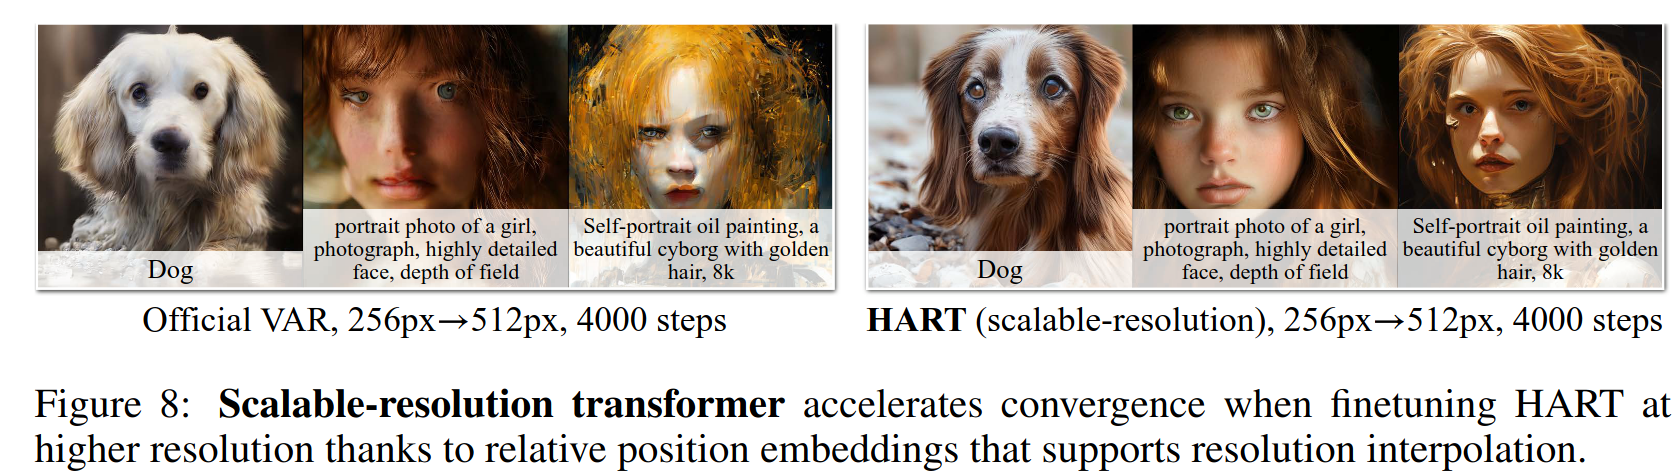 Dog
portrait photo of a girl,
photograph, highly detailed
face, depth of field
Self-portrait oil painting, a
beautiful cyborg with golden
hair, 8k
Official VAR, 256px→512px, 4000 steps
Dog
portrait photo of a girl,
photograph, highly detailed
face, depth of field
Self-portrait oil painting, a
beautiful cyborg with golden
hair, 8k
HART (scalable-resolution), 256px→512px, 4000 steps
Figure 8: Scalable-resolution transformer accelerates convergence when finetuning HART at
higher resolution thanks to relative position embeddings that supports resolution interpolation.